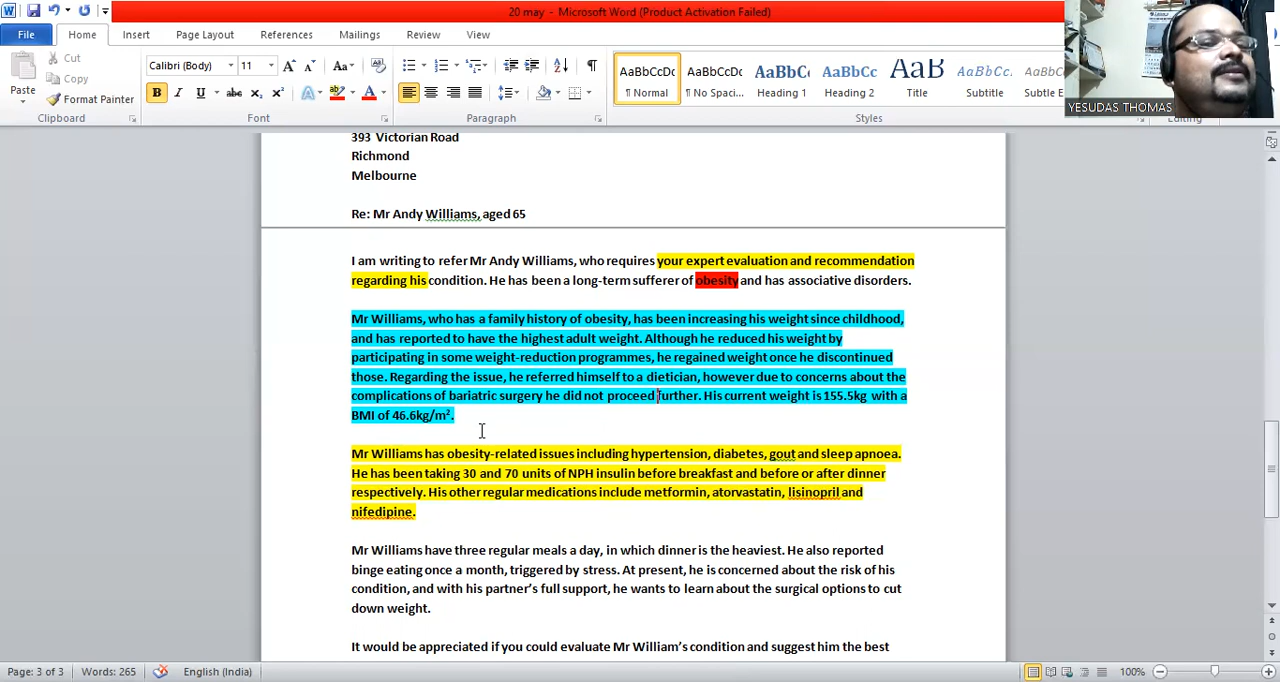 20 may - Microsoft Word (Product Activation Failed)
File Home Insert Page Layout References Mailings Review View
Cut
Copy
Format Painter
Paste
Clipboard
Calibri (Body) 11
B I U abc X₂ X²
Font
Paragraph
AaBbCcDc AaBbCcDc AaBbCc AaBbCc AaB AaBbCcDc
¶ Normal ¶ No Spaci... Heading 1 Heading 2 Title Subtitle Subtle E
Styles
YESUDAS THOMAS
393 Victorian Road
Richmond
Melbourne
Re: Mr Andy Williams, aged 65
I am writing to refer Mr Andy Williams, who requires your expert evaluation and recommendation
regarding his condition. He has been a long-term sufferer of obesity and has associative disorders.
Mr Williams, who has a family history of obesity, has been increasing his weight since childhood,
and has reported to have the highest adult weight. Although he reduced his weight by
participating in some weight-reduction programmes, he regained weight once he discontinued
those. Regarding the issue, he referred himself to a dietician, however due to concerns about the
complications of bariatric surgery he did not proceed further. His current weight is 155.5kg with a
BMI of 46.6kg/m².
Mr Williams has obesity-related issues including hypertension, diabetes, gout and sleep apnoea.
He has been taking 30 and 70 units of NPH insulin before breakfast and before or after dinner
respectively. His other regular medications include metformin, atorvastatin, lisinopril and
nifedipine.
Mr Williams have three regular meals a day, in which dinner is the heaviest. He also reported
binge eating once a month, triggered by stress. At present, he is concerned about the risk of his
condition, and with his partner's full support, he wants to learn about the surgical options to cut
down weight.
It would be appreciated if you could evaluate Mr William's condition and suggest him the best
Page: 3 of 3 Words: 265 English (India) 100%